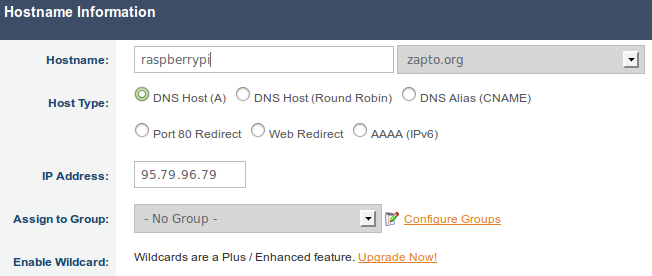 Hostname Information
Hostname: raspberrypi zapto.org
Host Type: DNS Host (A) DNS Host (Round Robin) DNS Alias (CNAME)
Port 80 Redirect Web Redirect AAAA (IPv6)
IP Address: 95.79.96.79
Assign to Group: - No Group - Configure Groups
Enable Wildcard: Wildcards are a Plus / Enhanced feature. Upgrade Now!